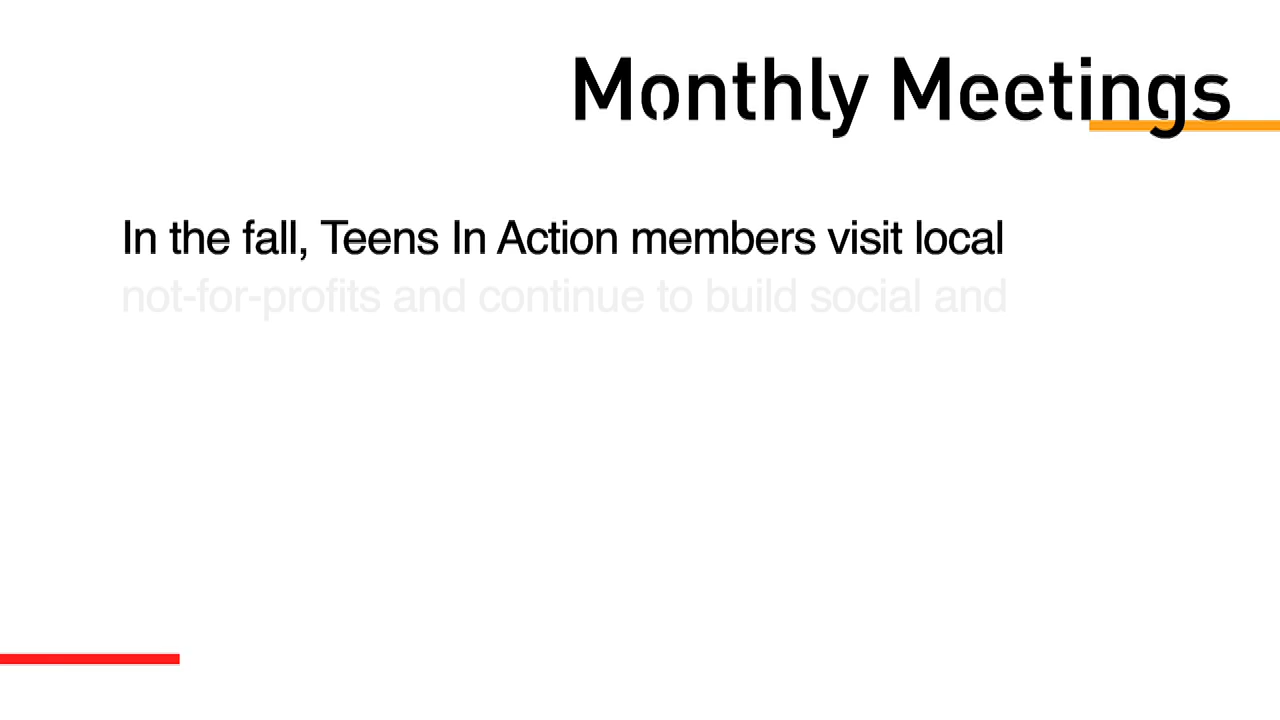 Monthly Meetings
In the fall, Teens In Action members visit local
not-for-profits and continue to build social and